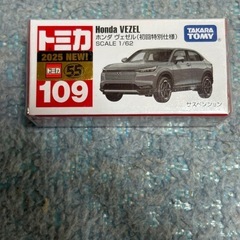 トミカ
2025 NEW!
トミカ 55
109
Honda VEZEL
ホンダ ヴェゼル(初回特別仕様)
SCALE 1/62
TAKARA
TOMY
サスペンション